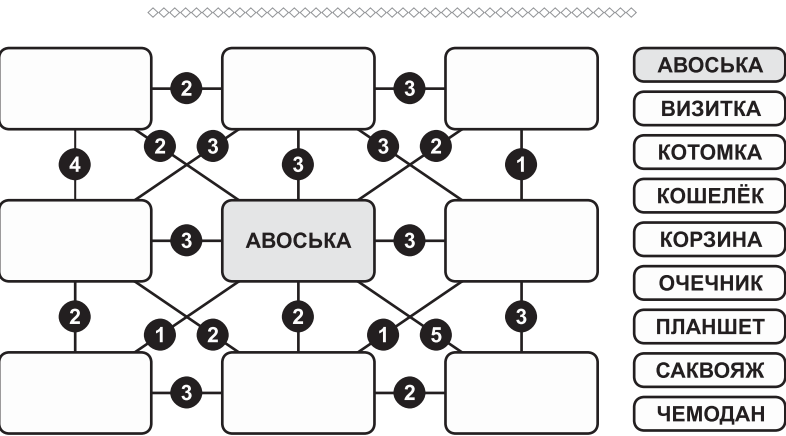 2 3
АВОСЬКА
ВИЗИТКА
4 2 3 3 3 2 1
КОТОМКА
КОШЕЛЁК
3 АВОСЬКА 3
КОРЗИНА
ОЧЕЧНИК
2 1 2 2 1 5 3
ПЛАНШЕТ
САКВОЯЖ
3 2
ЧЕМОДАН